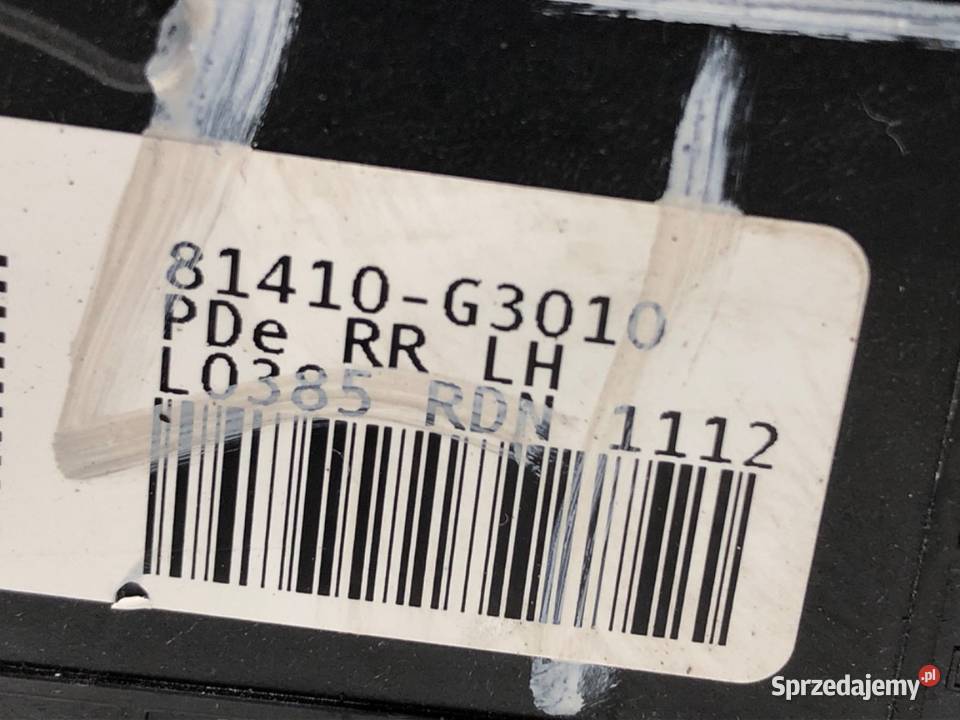 81410-G3010
PDe RR LH
L0385 RDN 1112
Sprzedajemy.pl